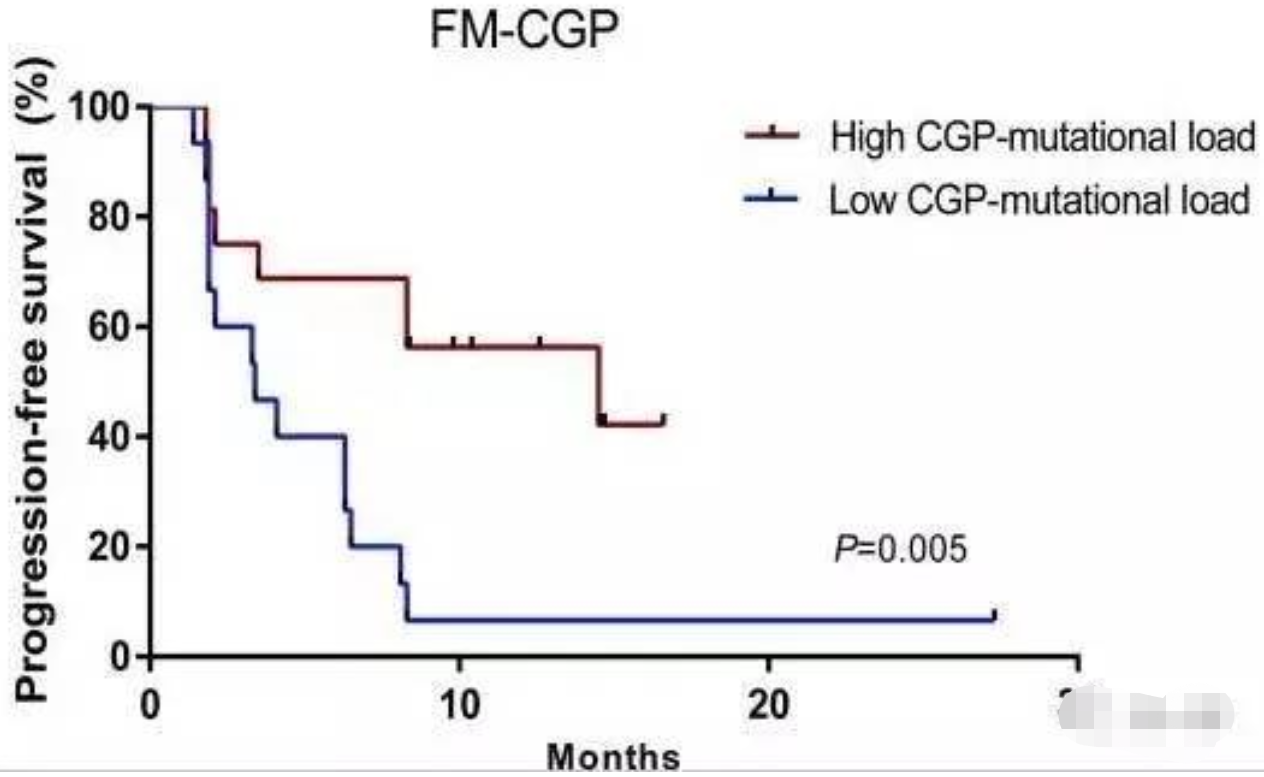 FM-CGP
Progression-free survival (%)
100
80
60
40
20
0
High CGP-mutational load
Low CGP-mutational load
P=0.005
0
10
20
Months